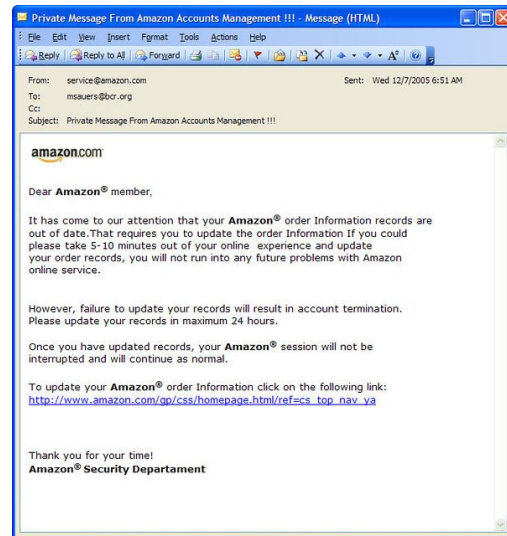 Private Message From Amazon Accounts Management !!! - Message (HTML)
File Edit View Insert Format Tools Actions Help
Reply Reply to All Forward
From: service@amazon.com Sent: Wed 12/7/2005 6:51 AM
To: msauers@bcr.org
Cc:
Subject: Private Message From Amazon Accounts Management !!!
amazon.com
Dear Amazon® member,
It has come to our attention that your Amazon® order Information records are
out of date.That requires you to update the order Information If you could
please take 5-10 minutes out of your online experience and update
your order records, you will not run into any future problems with Amazon
online service.
However, failure to update your records will result in account termination.
Please update your records in maximum 24 hours.
Once you have updated records, your Amazon® session will not be
interrupted and will continue as normal.
To update your Amazon® order Information click on the following link:
http://www.amazon.com/gp/css/homepage.html/ref=cs_top_nav_ya
Thank you for your time!
Amazon® Security Departament